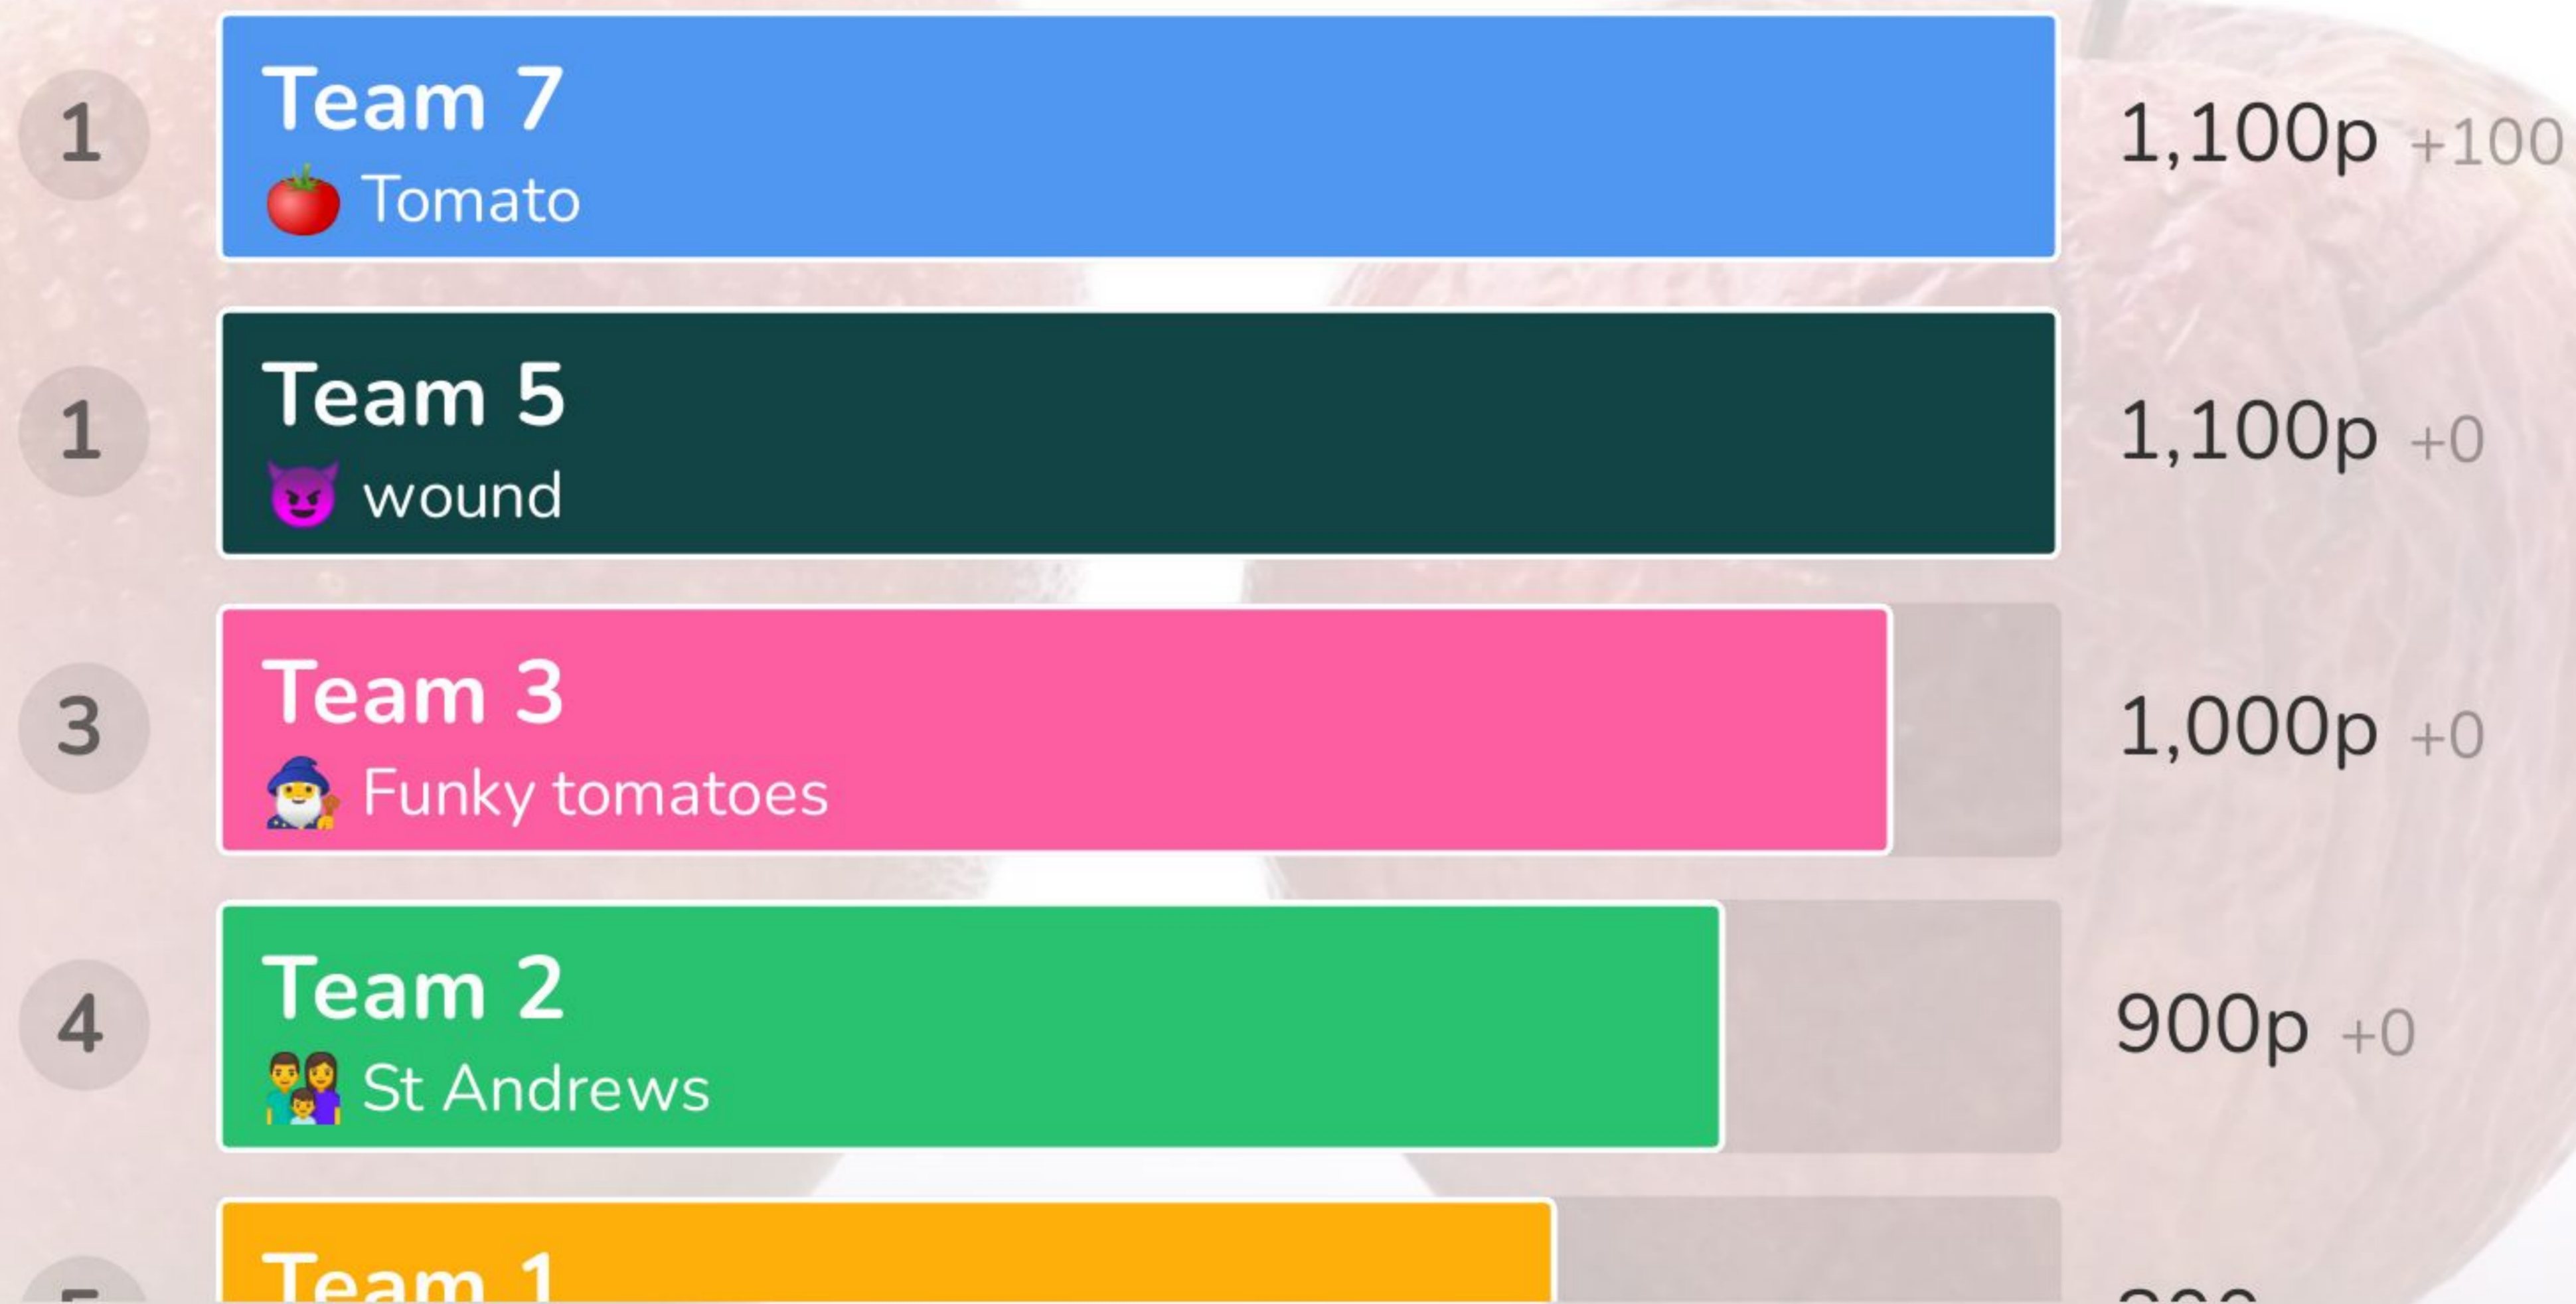 1
Team 7
Tomato
1,100p +100
1
Team 5
wound
1,100p +0
3
Team 3
Funky tomatoes
1,000p +0
4
Team 2
St Andrews
900p +0
Team 1